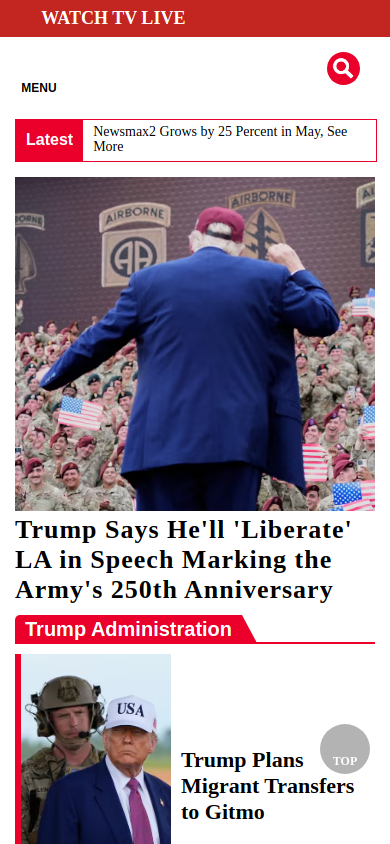 WATCH TV LIVE
MENU
Latest
Newsmax2 Grows by 25 Percent in May, See
More
AIRBORNE
AIRBORNE
AIRBORNE
Trump Says He'll 'Liberate'
LA in Speech Marking the
Army's 250th Anniversary
Trump Administration
USA
Trump Plans
Migrant Transfers
to Gitmo
TOP